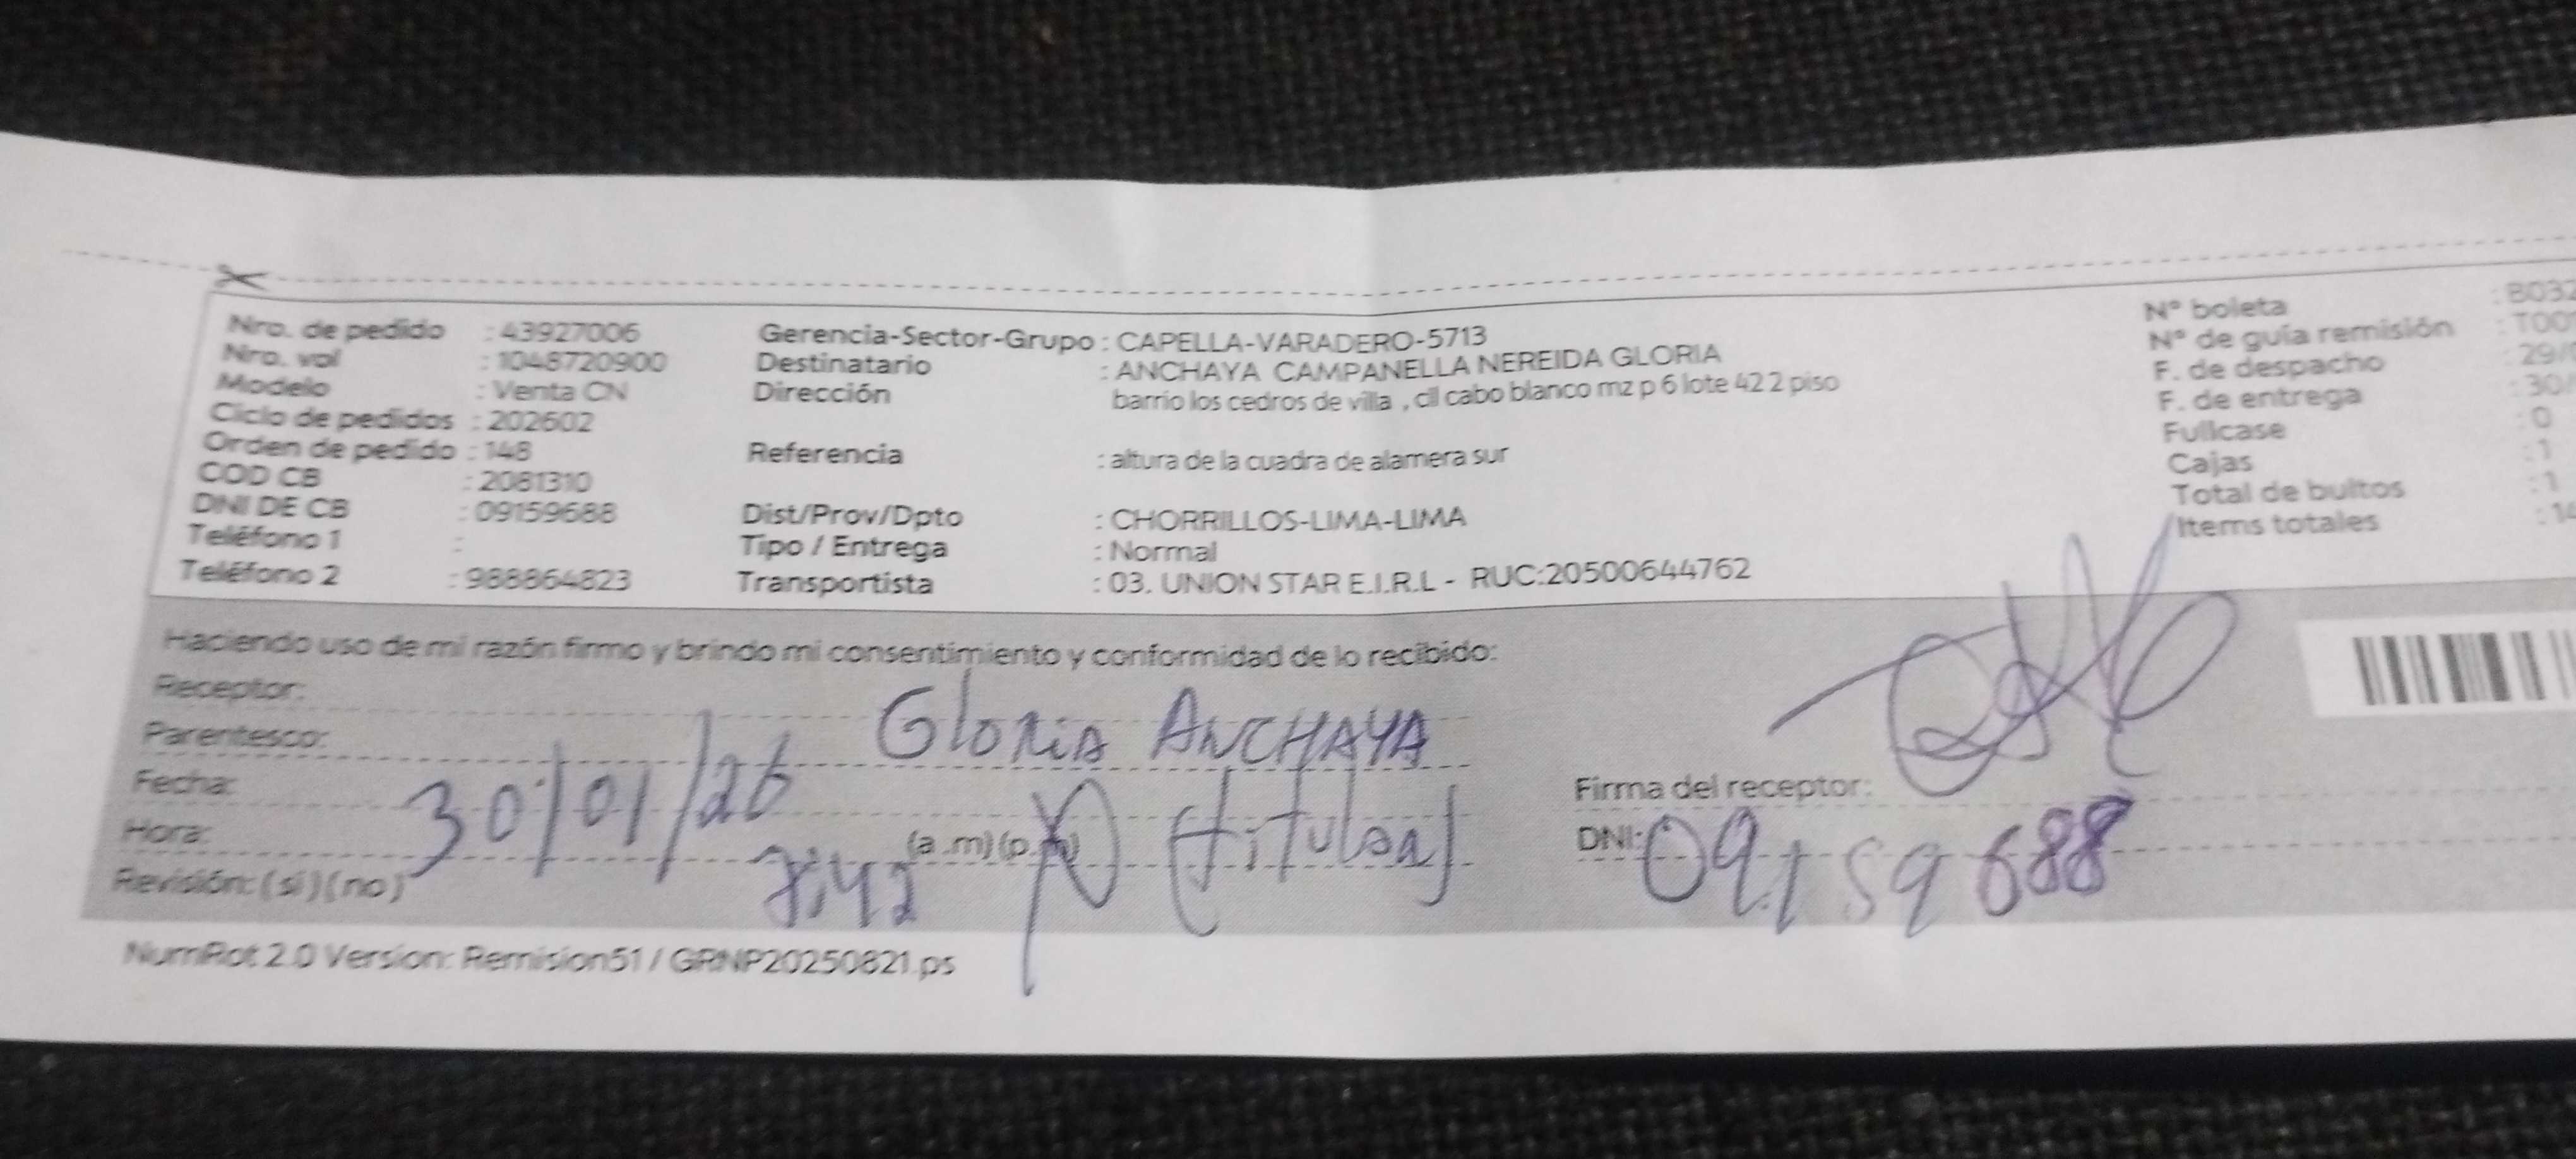 Nro. de pedido : 43927006
Nro. vol : 1048720900
Modelo : Venta CN
Ciclo de pedidos : 202602
Orden de pedido : 148
COD CB : 2081310
DNI DE CB : 09159688
Teléfono 1 :
Teléfono 2 : 988864823
Gerencia-Sector-Grupo : CAPELLA-VARADERO-5713
Destinatario : ANCHAYA CAMPANELLA NEREIDA GLORIA
Dirección barrio los cedros de villa , cll cabo blanco mz p 6 lote 42 2 piso
Referencia : altura de la cuadra de alamera sur
Dist/Prov/Dpto : CHORRILLOS-LIMA-LIMA
Tipo / Entrega : Normal
Transportista : 03. UNION STAR E.I.R.L - RUC:20500644762
N° boleta : B032
N° de guía remisión : T00
F. de despacho : 29/
F. de entrega : 30/
Fullcase : 0
Cajas : 1
Total de bultos : 1
Items totales : 14
Haciendo uso de mi razón firmo y brindo mi consentimiento y conformidad de lo recibido:
Receptor:
Gloria ANCHAYA
Parentesco:
(titular)
Fecha:
30/01/26
Hora: (a .m) (p.
Revisión: (si) (no)
Firma del receptor:
DNI: 09159688
NumRot 2.0 Version: Remision51 / GRNP20250821.ps